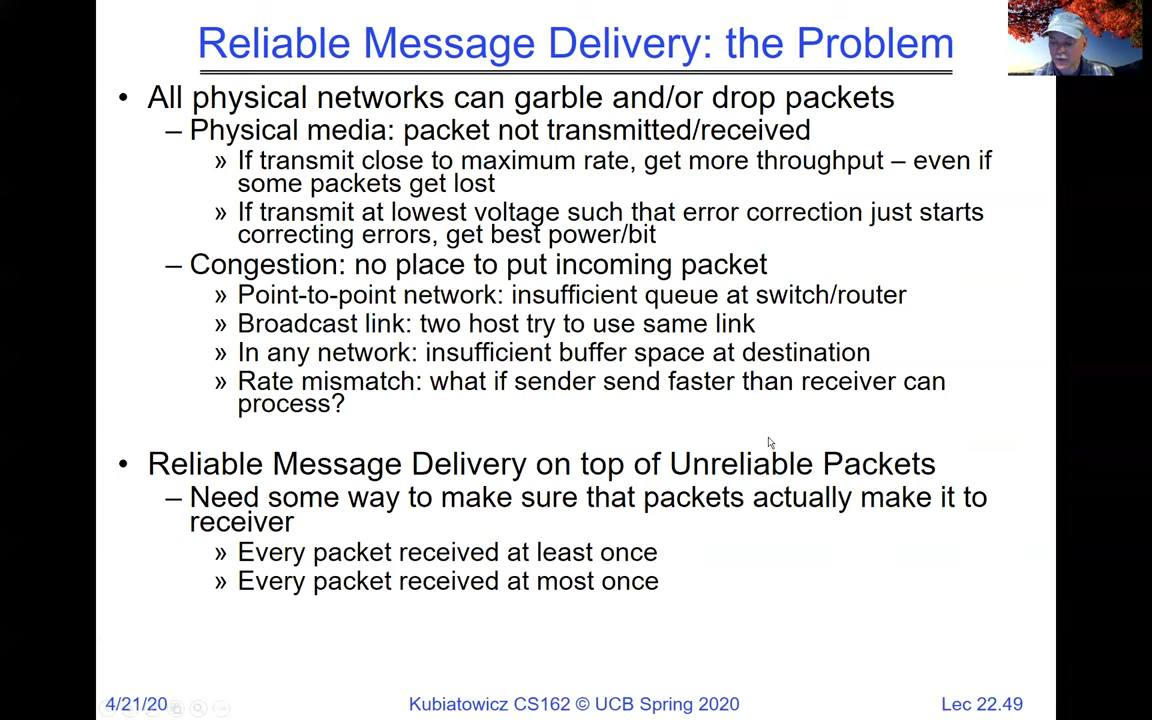 Reliable Message Delivery: the Problem
• All physical networks can garble and/or drop packets
– Physical media: packet not transmitted/received
» If transmit close to maximum rate, get more throughput – even if
some packets get lost
» If transmit at lowest voltage such that error correction just starts
correcting errors, get best power/bit
– Congestion: no place to put incoming packet
» Point-to-point network: insufficient queue at switch/router
» Broadcast link: two host try to use same link
» In any network: insufficient buffer space at destination
» Rate mismatch: what if sender send faster than receiver can
process?
• Reliable Message Delivery on top of Unreliable Packets
– Need some way to make sure that packets actually make it to
receiver
» Every packet received at least once
» Every packet received at most once
4/21/20 Kubiatowicz CS162 © UCB Spring 2020 Lec 22.49